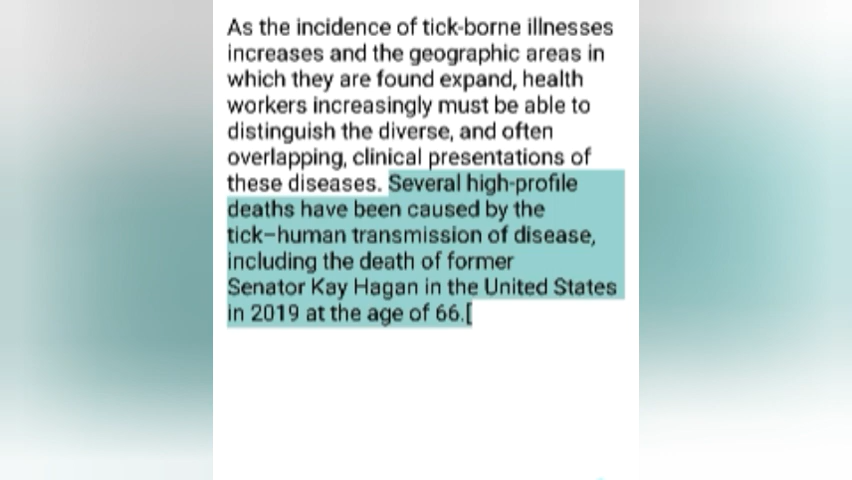 As the incidence of tick-borne illnesses
increases and the geographic areas in
which they are found expand, health
workers increasingly must be able to
distinguish the diverse, and often
overlapping, clinical presentations of
these diseases. Several high-profile
deaths have been caused by the
tick–human transmission of disease,
including the death of former
Senator Kay Hagan in the United States
in 2019 at the age of 66.[